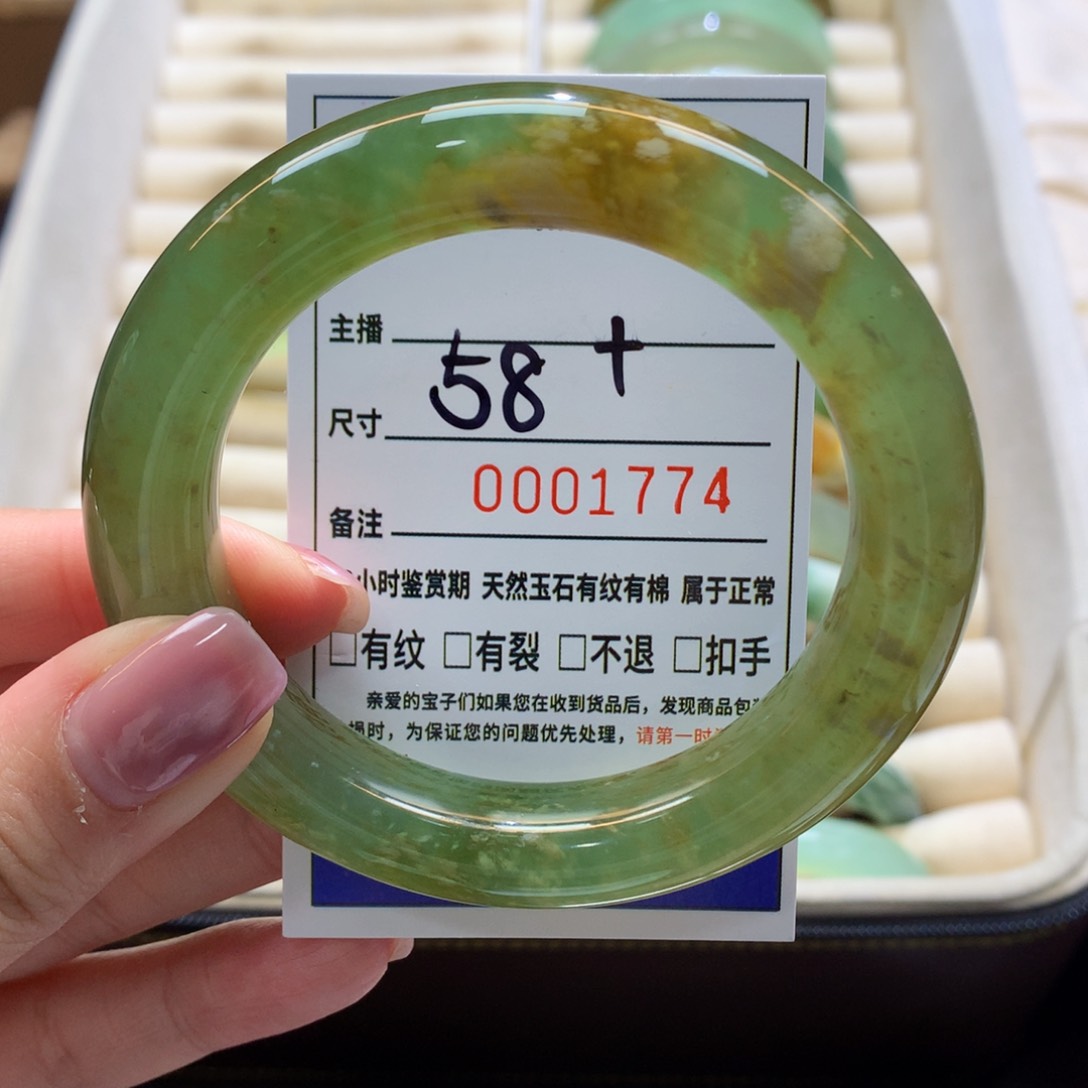 主播
尺寸 58+
0001774
备注
小时鉴赏期 天然玉石有纹有棉 属于正常
□有纹 □有裂 □不退 □扣手
亲爱的宝子们如果您在收到货品后，发现商品包
损时，为保证您的问题优先处理，请第一时